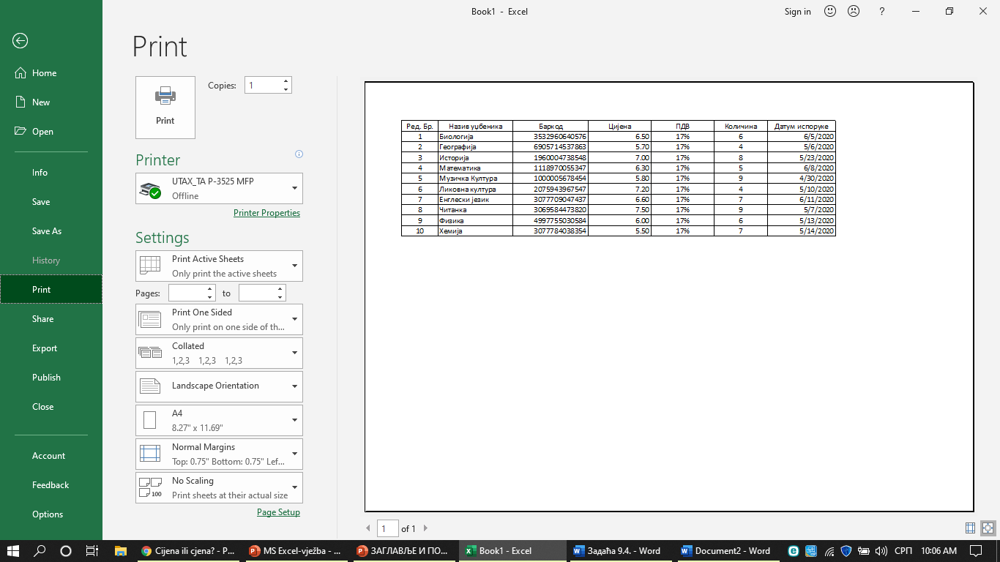 Book1 - Excel
Sign in
?
Print
Home
New
Open
Info
Save
Save As
History
Print
Share
Export
Publish
Close
Account
Feedback
Options
Print
Copies: 1
Printer
UTAX_TA P-3525 MFP
Offline
Printer Properties
Settings
Print Active Sheets
Only print the active sheets
Pages: to
Print One Sided
Only print on one side of th...
Collated
1,2,3 1,2,3 1,2,3
Landscape Orientation
A4
8.27" x 11.69"
Normal Margins
Top: 0.75" Bottom: 0.75" Lef...
No Scaling
100
Print sheets at their actual size
Page Setup
Ред. Бр. Назив уџбеника Баркод Цијена ПДВ Количина Датум испоруке
1 Биологија 3532960640576 6.50 17% 6 6/5/2020
2 Географија 6905714537863 5.70 17% 4 5/6/2020
3 Историја 1960004738548 7.00 17% 8 5/23/2020
4 Математика 1118970055347 6.30 17% 5 6/8/2020
5 Музичка Култура 1000005678454 5.80 17% 9 4/30/2020
6 Ликовна култура 2075943967547 7.20 17% 4 5/10/2020
7 Енглески језик 3077709047437 6.60 17% 7 6/11/2020
8 Читанка 3069584473820 7.50 17% 9 5/7/2020
9 Физика 4997755030584 6.00 17% 6 5/13/2020
10 Хемија 3077784038354 5.50 17% 7 5/14/2020
1 of 1
Cijena ili cjena? - P...
MS Excel-vježba - ...
ЗАГЛАВЉЕ И ПО...
Book1 - Excel
Задаћа 9.4. - Word
Document2 - Word
СРП
10:06 AM